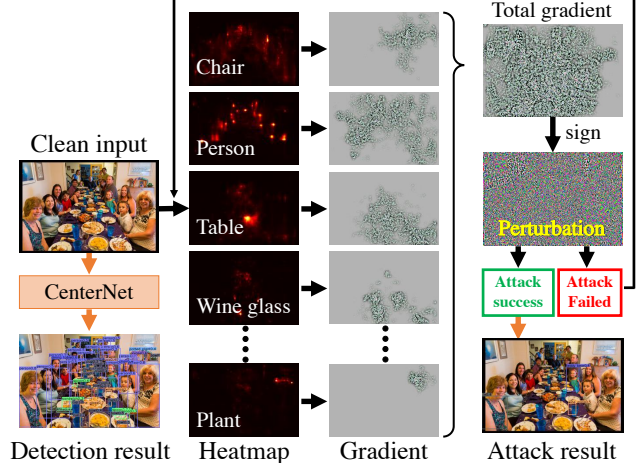 Clean input
CenterNet
Detection result
Chair
Person
Table
Wine glass
Plant
Heatmap
Gradient
Total gradient
sign
Perturbation
Attack
success
Attack
Failed
Attack result